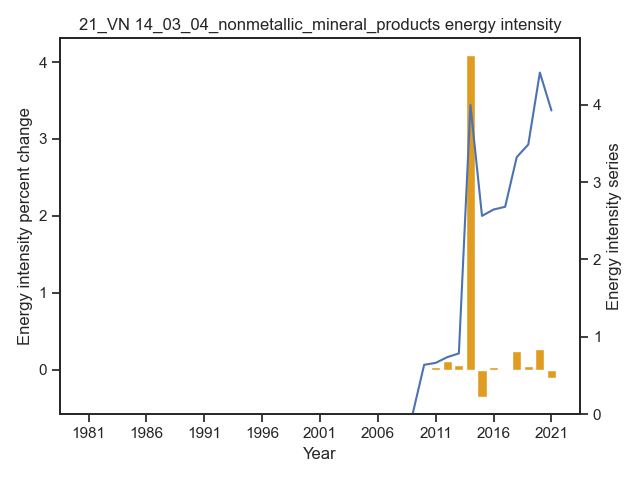 21_VN 14_03_04_nonmetallic_mineral_products energy intensity
4
3
2
1
0
Energy intensity percent change
4
3
2
1
0
Energy intensity series
1981 1986 1991 1996 2001 2006 2011 2016 2021
Year